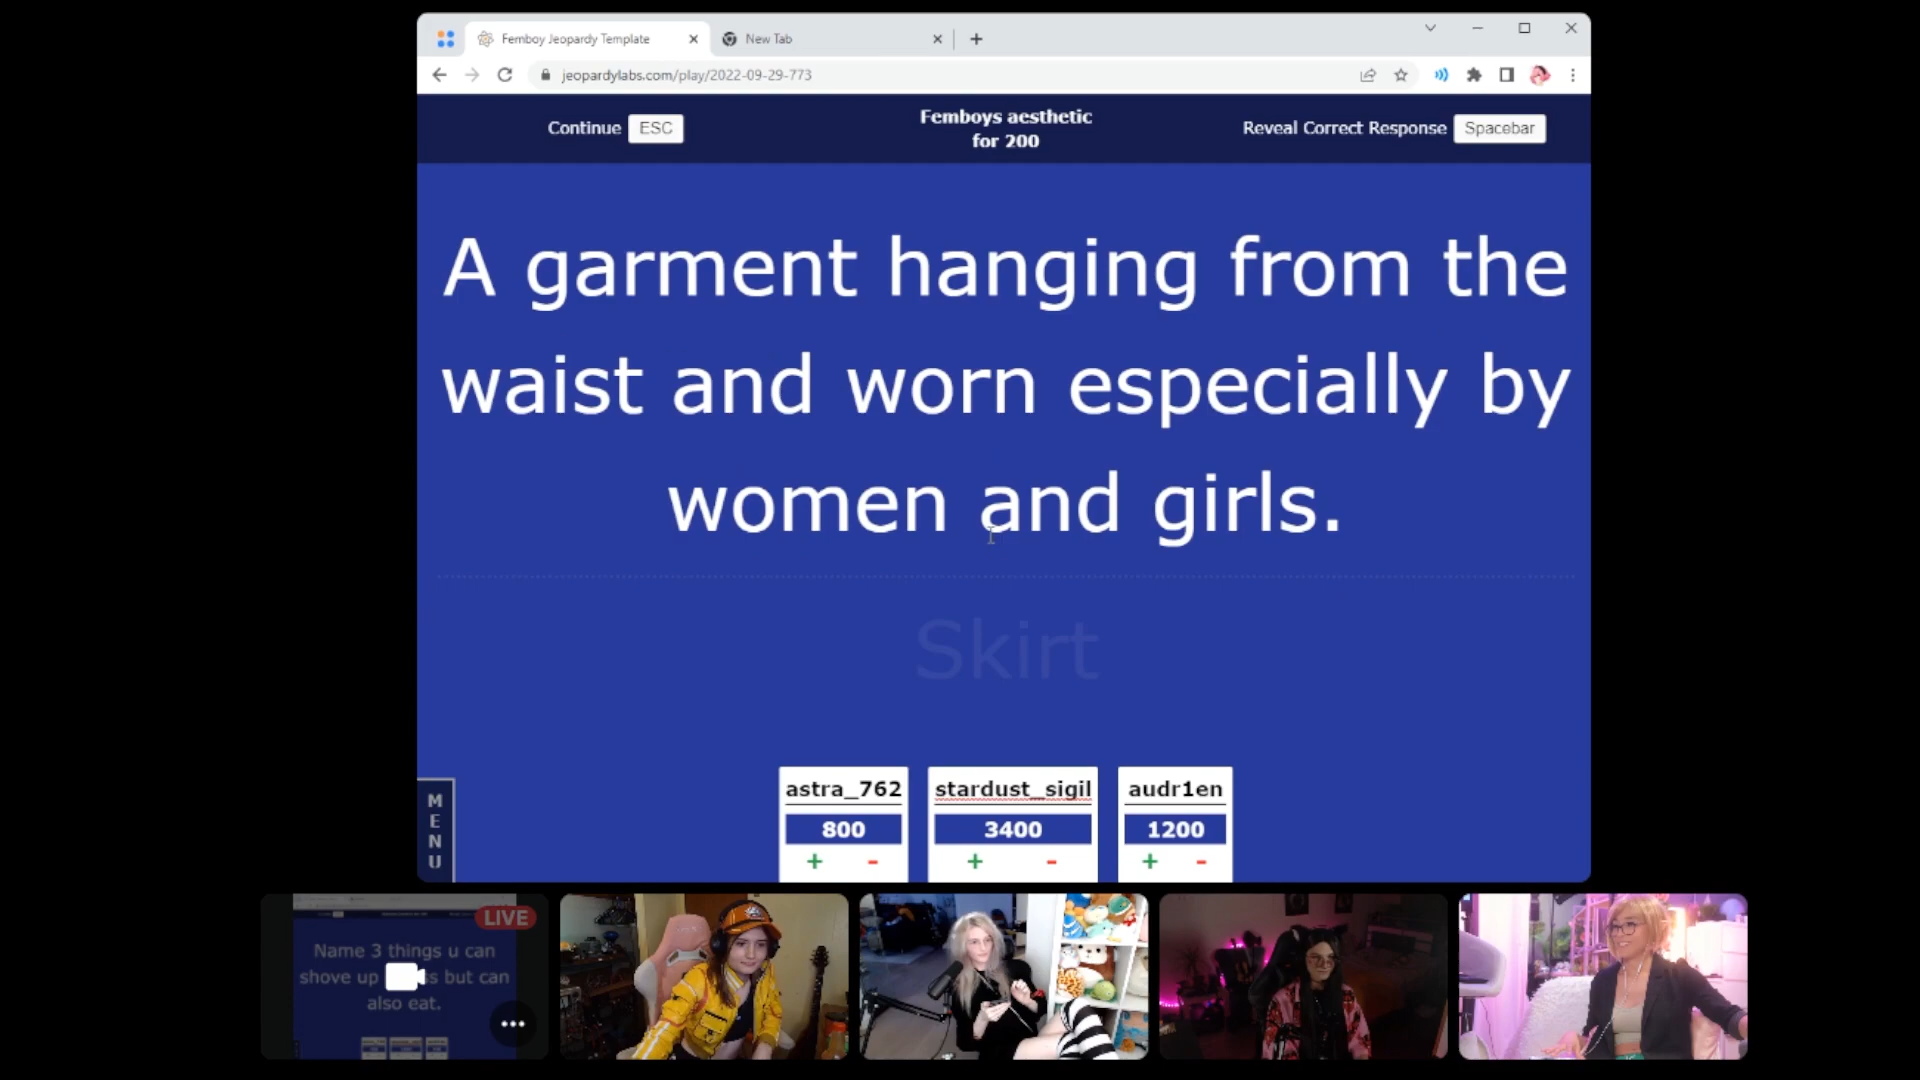 Femboy Jeopardy Template
New Tab
jeopardylabs.com/play/2022-09-29-773
Continue ESC
Femboys aesthetic
for 200
Reveal Correct Response Spacebar
A garment hanging from the
waist and worn especially by
women and girls.
Skirt
MENU
astra_762
800
+ -
stardust_sigil
3400
+ -
audr1en
1200
+ -
LIVE
Name 3 things u can
shove up s but can
also eat.